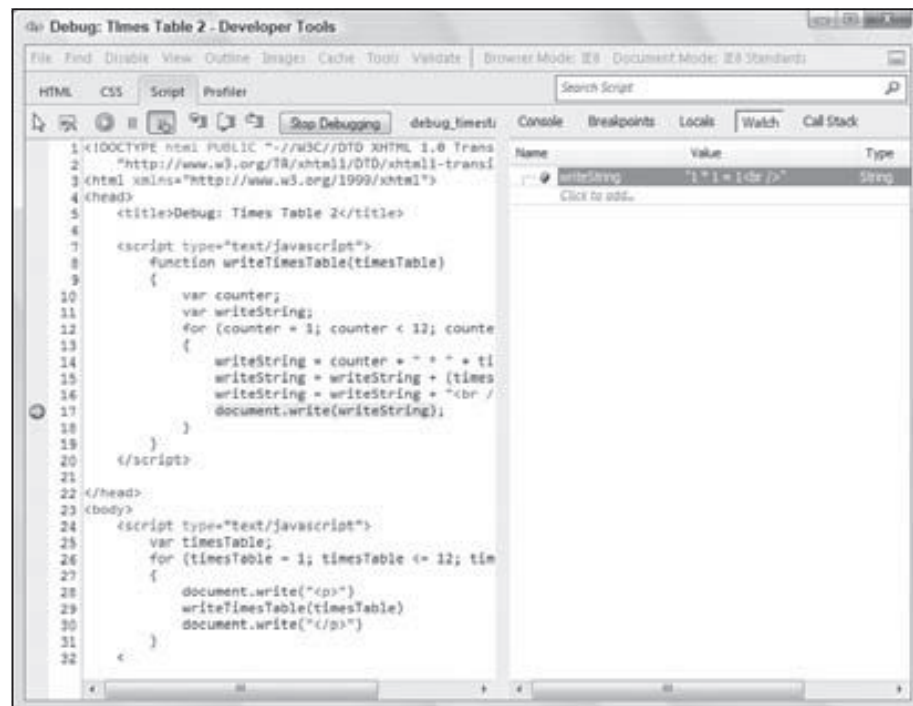 Debug: Times Table 2 - Developer Tools
File Find Disable View Outline Images Cache Tools Validate Browser Mode: IE8 Document Mode: IE8 Standards
HTML CSS Script Profiler
Search Script
Stop Debugging debug_timest
Console Breakpoints Locals Watch Call Stack
Name Value Type
writeString "1 * 1 = 1<br />" String
Click to add...
1 <!DOCTYPE html PUBLIC "-//W3C//DTD XHTML 1.0 Trans
2 "http://www.w3.org/TR/xhtml1/DTD/xhtml1-transi
3 <html xmlns="http://www.w3.org/1999/xhtml">
4 <head>
5 <title>Debug: Times Table 2</title>
6
7 <script type="text/javascript">
8 function writeTimesTable(timesTable)
9 {
10 var counter;
11 var writeString;
12 for (counter = 1; counter < 12; counte
13 {
14 writeString = counter + " * " + ti
15 writeString = writeString + (times
16 writeString = writeString + "<br /
17 document.write(writeString);
18 }
19 }
20 </script>
21
22 </head>
23 <body>
24 <script type="text/javascript">
25 var timesTable;
26 for (timesTable = 1; timesTable <= 12; tim
27 {
28 document.write("<p>")
29 writeTimesTable(timesTable)
30 document.write("</p>")
31 }
32 <